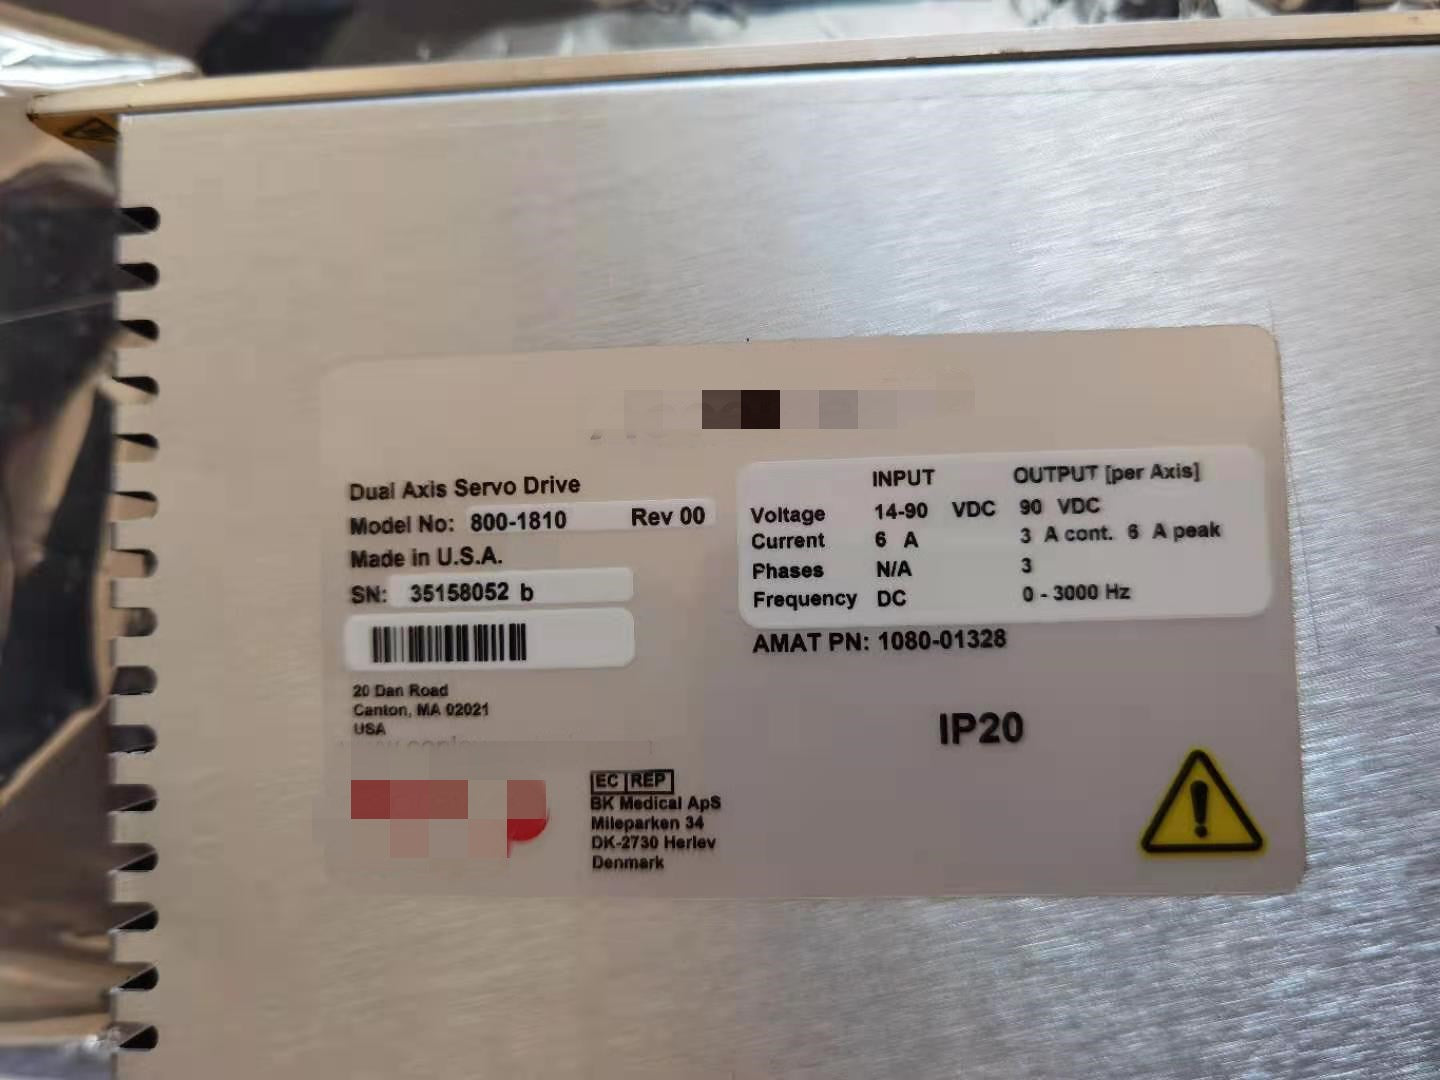 Dual Axis Servo Drive
Model No: 800-1810 Rev 00
Made in U.S.A.
SN: 35158052 b
20 Dan Road
Canton, MA 02021
USA
EC REP
BK Medical ApS
Mileparken 34
DK-2730 Herlev
Denmark
INPUT OUTPUT [per Axis]
Voltage 14-90 VDC 90 VDC
Current 6 A 3 A cont. 6 A peak
Phases N/A 3
Frequency DC 0 - 3000 Hz
AMAT PN: 1080-01328
IP20